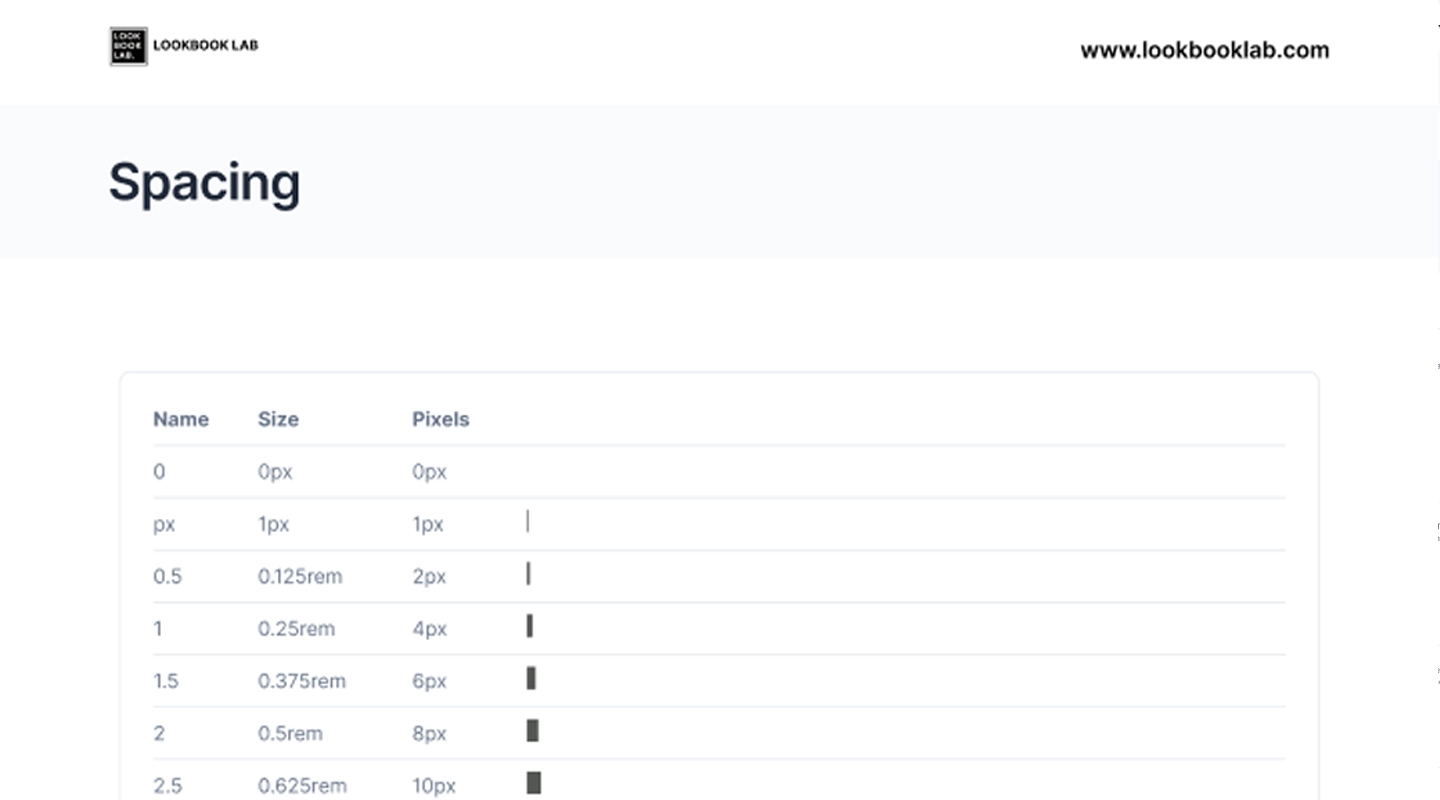 LOOK
BOOK
LAB.
LOOKBOOK LAB
www.lookbooklab.com
Spacing
Name Size Pixels
0 0px 0px
px 1px 1px
0.5 0.125rem 2px
1 0.25rem 4px
1.5 0.375rem 6px
2 0.5rem 8px
2.5 0.625rem 10px